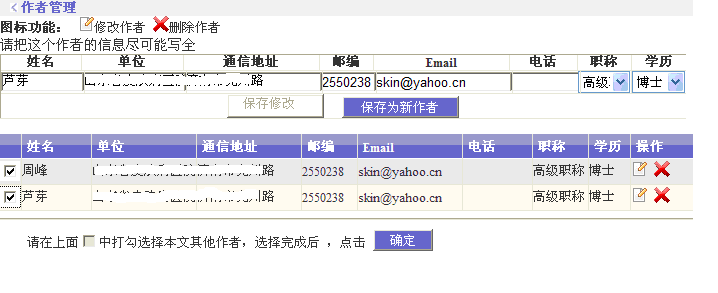 作者管理
图标功能： 修改作者 删除作者
请把这个作者的信息尽可能写全
姓名 单位 通信地址 邮编 Email 电话 职称 学历
芦芽 路 2550238 skin@yahoo.cn 高级 博士
保存修改 保存为新作者
姓名 单位 通信地址 邮编 Email 电话 职称 学历 操作
周峰 路 2550238 skin@yahoo.cn 高级职称 博士
芦芽 路 2550238 skin@yahoo.cn 高级职称 博士
请在上面 中打勾选择本文其他作者，选择完成后 ，点击 确定